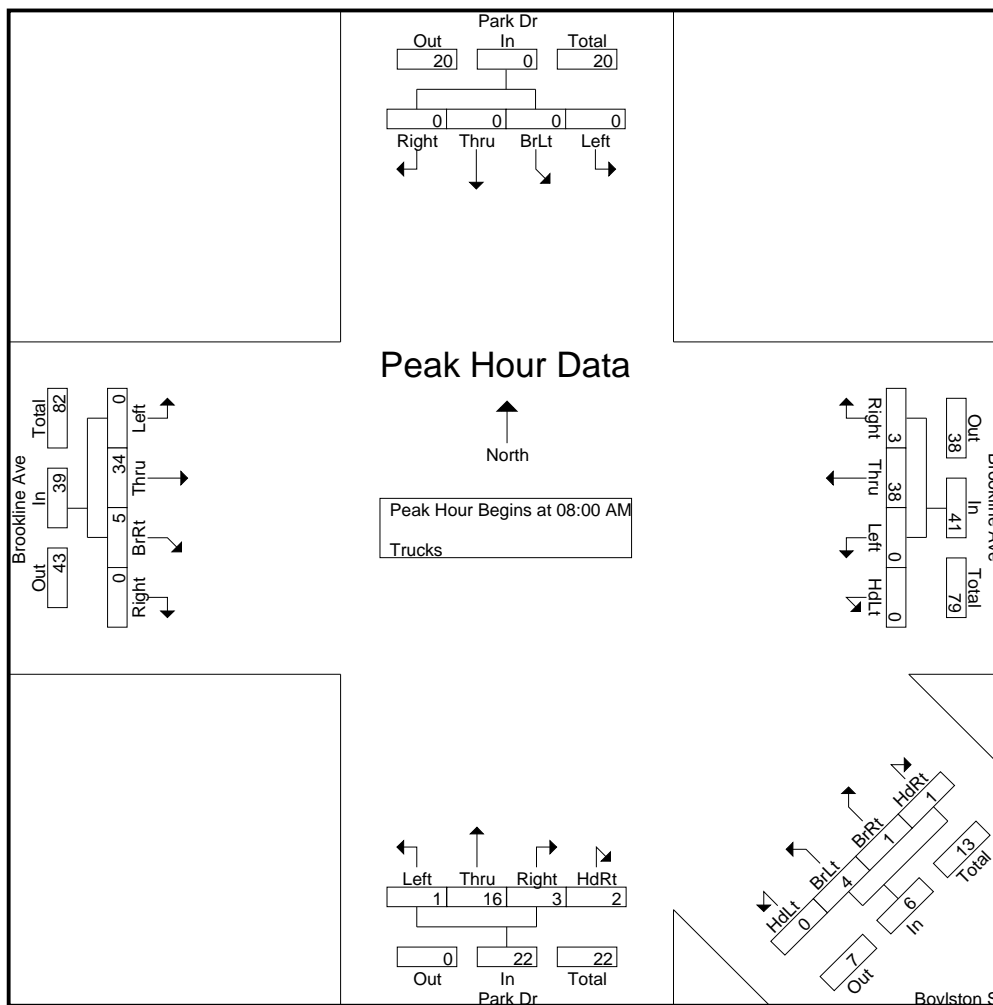 Park Dr
Out In Total
20 0 20
0 0 0 0
Right Thru BrLt Left
Peak Hour Data
North
Peak Hour Begins at 08:00 AM
Trucks
Brookline Ave
Total In Out
82 39 43
0 34 5 0
Left Thru BrRt Right
Right Thru Left HdLt
3 38 0 0
Out In Total
38 41 79
Brookline Ave
Left Thru Right HdRt
1 16 3 2
0 22 22
Out In Total
Park Dr
HdLt BrLt BrRt HdRt
0 4 1 1
7 6 13
Out In Total
Boylston S